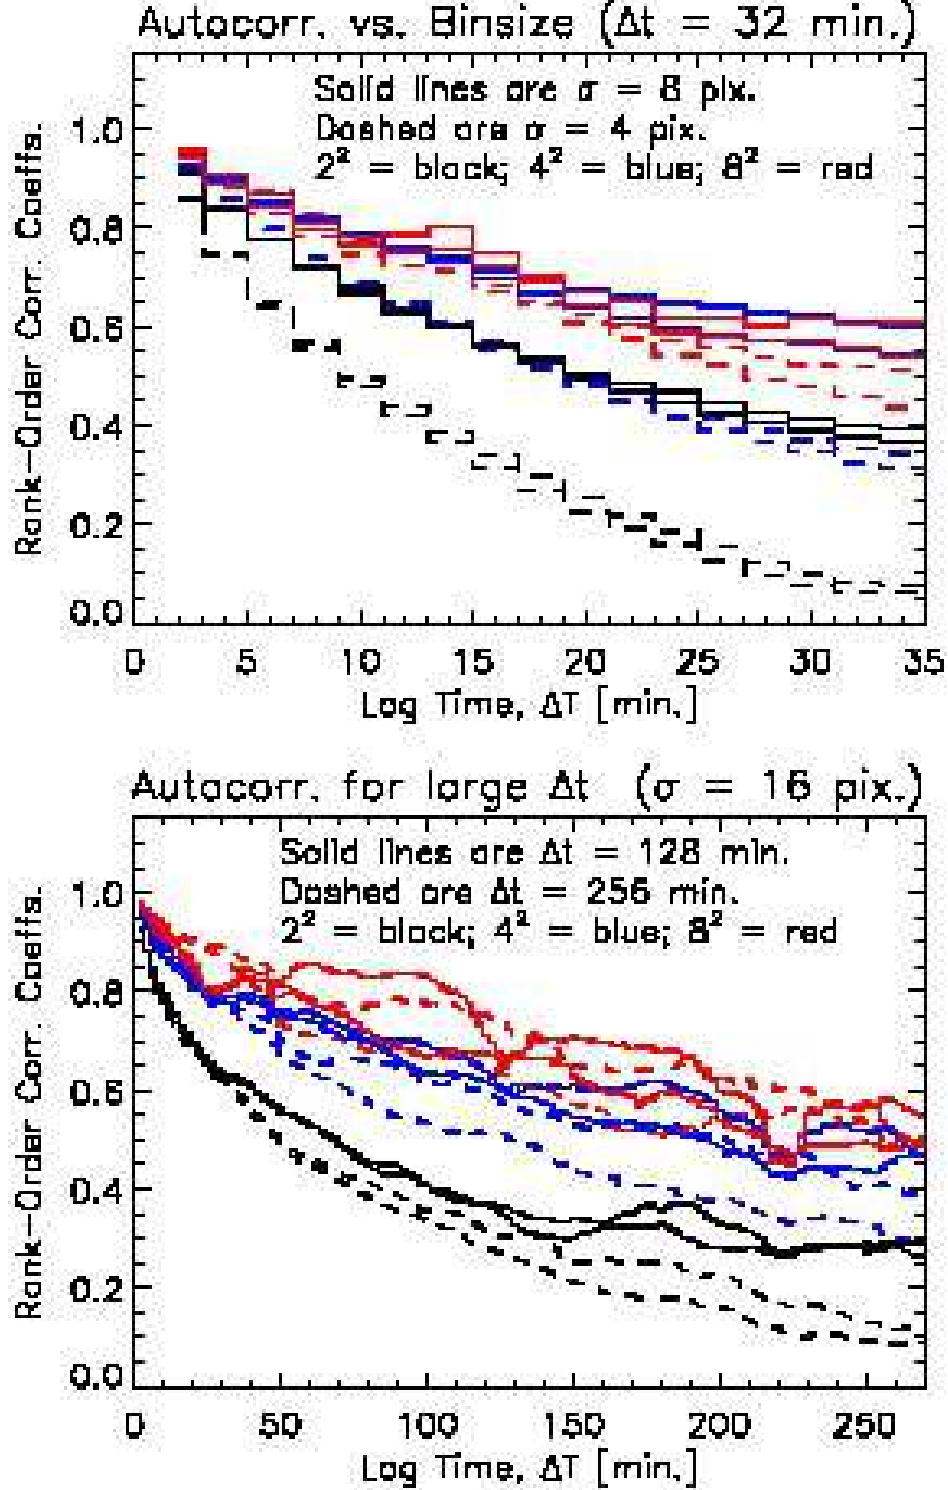 Autocorr. vs. Binsize (Δt = 32 min.)
Solid lines are σ = 8 pix.
Dashed are σ = 4 pix.
2² = black; 4² = blue; 8² = red
Rank-Order Corr. Coeffs.
1.0
0.8
0.6
0.4
0.2
0.0
0 5 10 15 20 25 30 35
Lag Time, ΔT [min.]
Autocorr. for large Δt (σ = 16 pix.)
Solid lines are Δt = 128 min.
Dashed are Δt = 256 min.
2² = black; 4² = blue; 8² = red
Rank-Order Corr. Coeffs.
1.0
0.8
0.6
0.4
0.2
0.0
0 50 100 150 200 250
Lag Time, ΔT [min.]